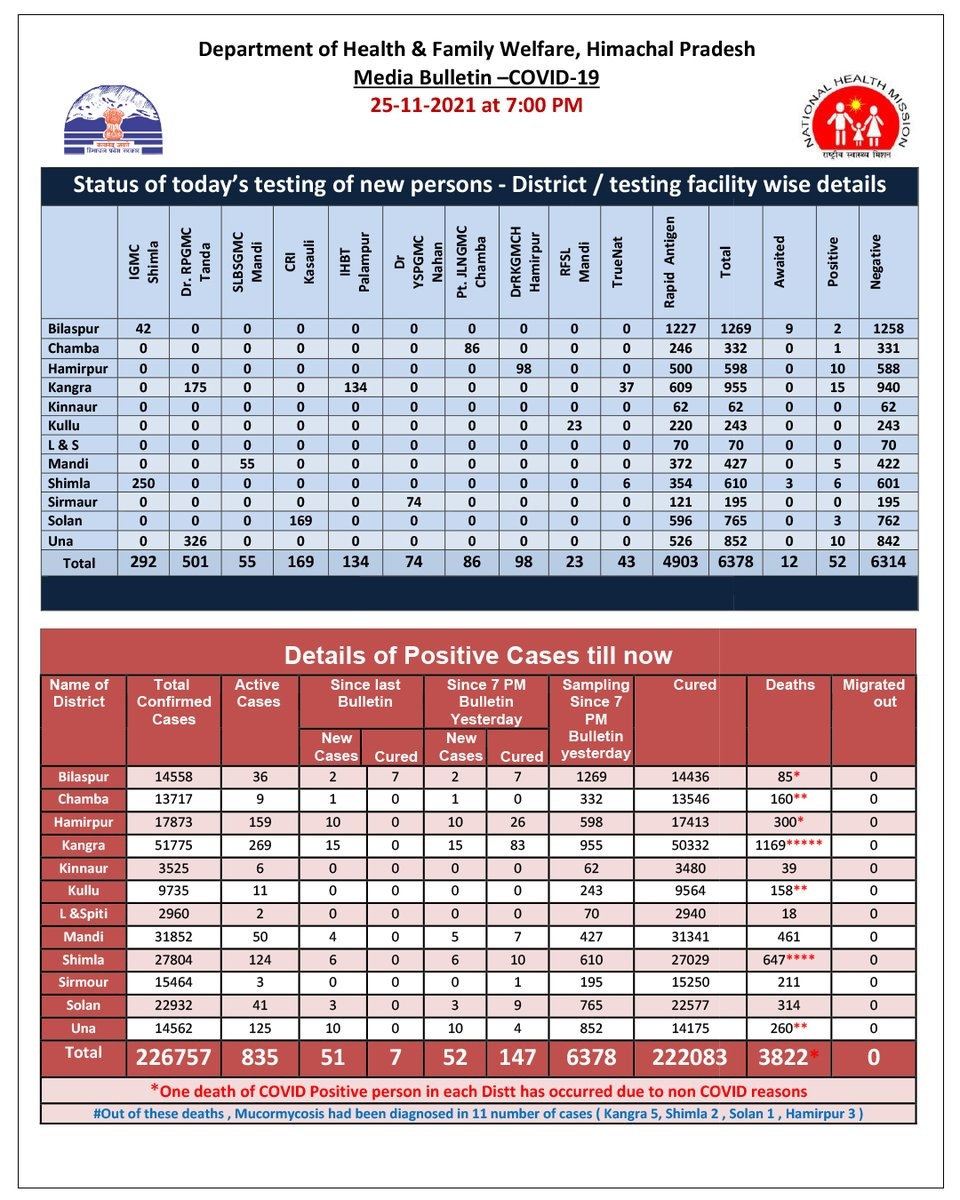 Department of Health & Family Welfare, Himachal Pradesh
Media Bulletin –COVID-19
25-11-2021 at 7:00 PM
हिमाचल प्रदेश सरकार
NATIONAL HEALTH MISSION
राष्ट्रीय स्वास्थ्य मिशन
Status of today's testing of new persons - District / testing facility wise details
IGMC Shimla Dr. RPGMC Tanda SLBSGMC Mandi CRI Kasauli IHBT Palampur Dr YSPGMC Nahan Pt. JLNGMC Chamba DrRKGMCH Hamirpur RFSL Mandi TrueNat Rapid Antigen Total Awaited Positive Negative
Bilaspur 42 0 0 0 0 0 0 0 0 0 1227 1269 9 2 1258
Chamba 0 0 0 0 0 0 86 0 0 0 246 332 0 1 331
Hamirpur 0 0 0 0 0 0 0 98 0 0 500 598 0 10 588
Kangra 0 175 0 0 134 0 0 0 0 37 609 955 0 15 940
Kinnaur 0 0 0 0 0 0 0 0 0 0 62 62 0 0 62
Kullu 0 0 0 0 0 0 0 0 23 0 220 243 0 0 243
L & S 0 0 0 0 0 0 0 0 0 0 70 70 0 0 70
Mandi 0 0 55 0 0 0 0 0 0 0 372 427 0 5 422
Shimla 250 0 0 0 0 0 0 0 0 6 354 610 3 6 601
Sirmaur 0 0 0 0 0 74 0 0 0 0 121 195 0 0 195
Solan 0 0 0 169 0 0 0 0 0 0 596 765 0 3 762
Una 0 326 0 0 0 0 0 0 0 0 526 852 0 10 842
Total 292 501 55 169 134 74 86 98 23 43 4903 6378 12 52 6314
Details of Positive Cases till now
Name of District Total Confirmed Cases Active Cases Since last Bulletin Since 7 PM Bulletin Yesterday Sampling Since 7 PM Bulletin yesterday Cured Deaths Migrated out
New Cases Cured New Cases Cured
Bilaspur 14558 36 2 7 2 7 1269 14436 85* 0
Chamba 13717 9 1 0 1 0 332 13546 160** 0
Hamirpur 17873 159 10 0 10 26 598 17413 300* 0
Kangra 51775 269 15 0 15 83 955 50332 1169***** 0
Kinnaur 3525 6 0 0 0 0 62 3480 39 0
Kullu 9735 11 0 0 0 0 243 9564 158** 0
L &Spiti 2960 2 0 0 0 0 70 2940 18 0
Mandi 31852 50 4 0 5 7 427 31341 461 0
Shimla 27804 124 6 0 6 10 610 27029 647**** 0
Sirmour 15464 3 0 0 0 1 195 15250 211 0
Solan 22932 41 3 0 3 9 765 22577 314 0
Una 14562 125 10 0 10 4 852 14175 260** 0
Total 226757 835 51 7 52 147 6378 222083 3822* 0
*One death of COVID Positive person in each Distt has occurred due to non COVID reasons
#Out of these deaths , Mucormycosis had been diagnosed in 11 number of cases ( Kangra 5, Shimla 2 , Solan 1 , Hamirpur 3 )